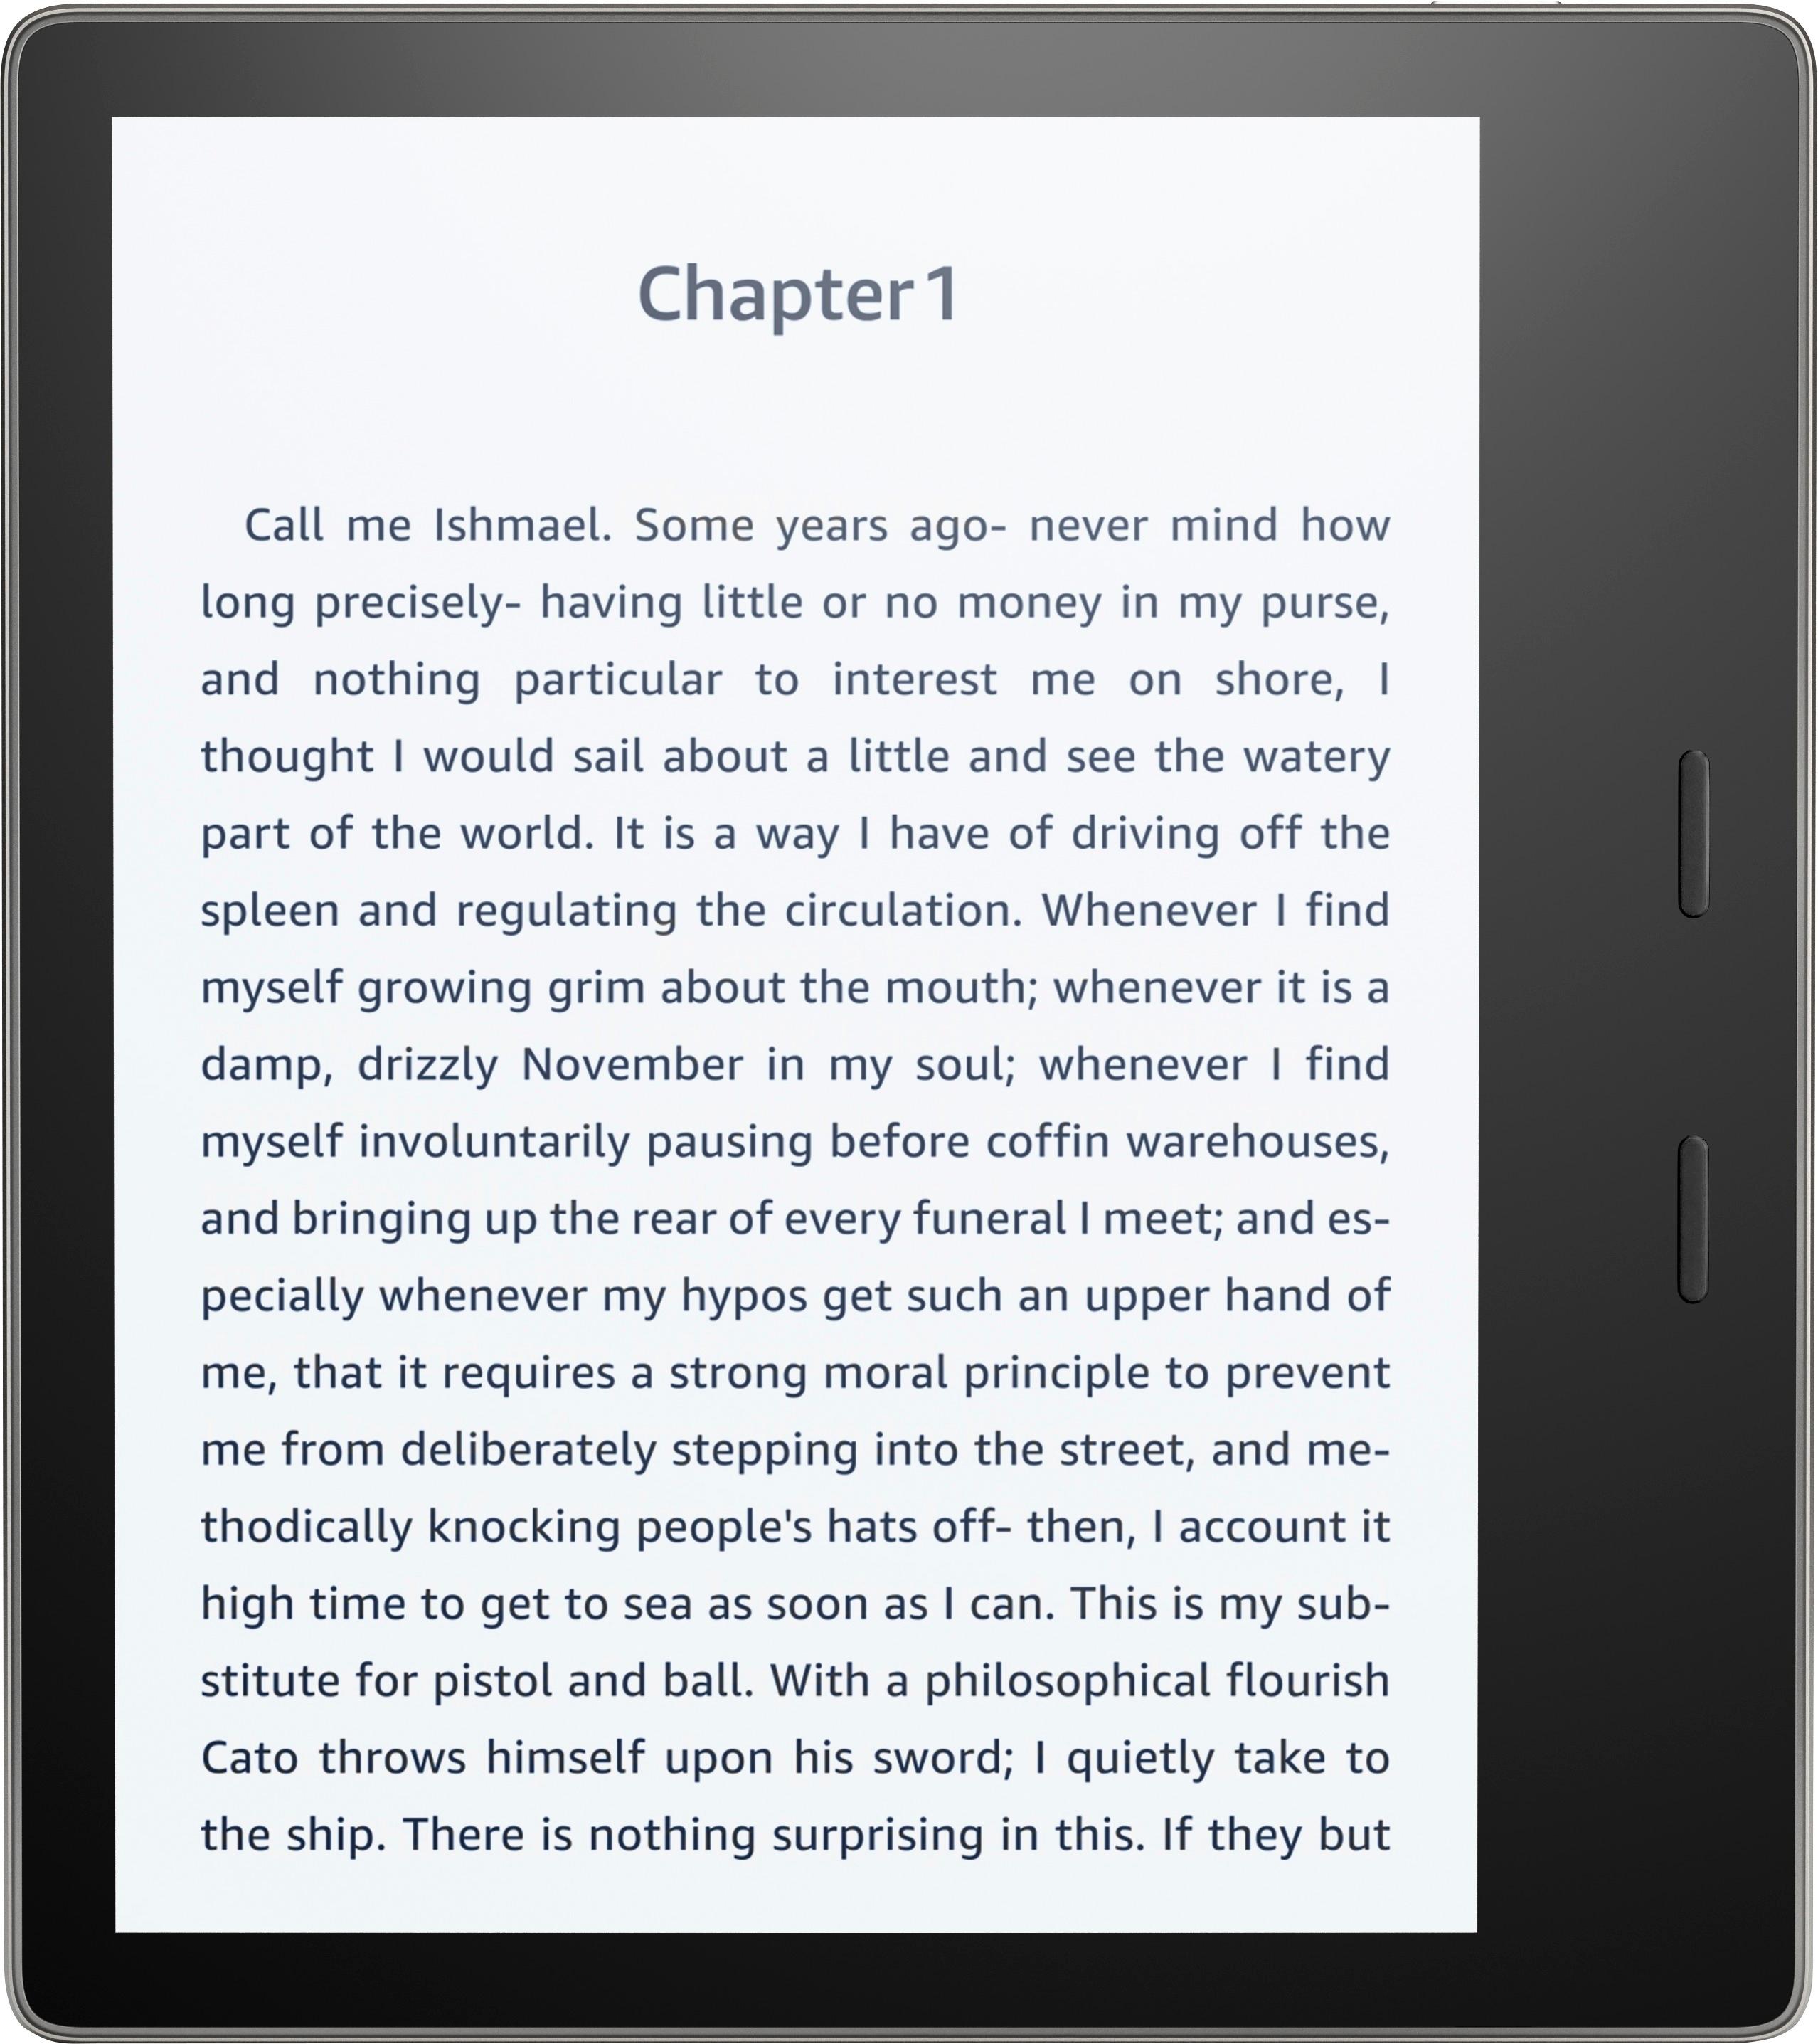 Chapter 1
Call me Ishmael. Some years ago- never mind how
long precisely- having little or no money in my purse,
and nothing particular to interest me on shore, I
thought I would sail about a little and see the watery
part of the world. It is a way I have of driving off the
spleen and regulating the circulation. Whenever I find
myself growing grim about the mouth; whenever it is a
damp, drizzly November in my soul; whenever I find
myself involuntarily pausing before coffin warehouses,
and bringing up the rear of every funeral I meet; and es-
pecially whenever my hypos get such an upper hand of
me, that it requires a strong moral principle to prevent
me from deliberately stepping into the street, and me-
thodically knocking people's hats off- then, I account it
high time to get to sea as soon as I can. This is my sub-
stitute for pistol and ball. With a philosophical flourish
Cato throws himself upon his sword; I quietly take to
the ship. There is nothing surprising in this. If they but